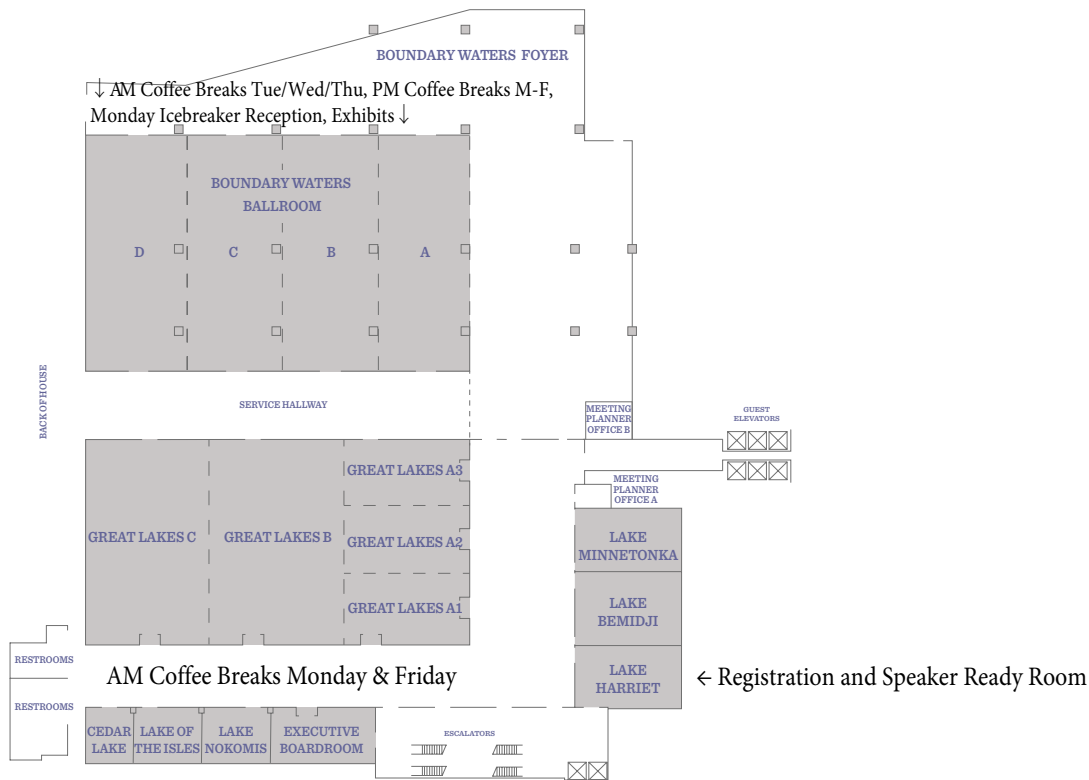 BOUNDARY WATERS FOYER
↓ AM Coffee Breaks Tue/Wed/Thu, PM Coffee Breaks M-F,
Monday Icebreaker Reception, Exhibits ↓
BOUNDARY WATERS
BALLROOM
D
C
B
A
BACK OF HOUSE
SERVICE HALLWAY
MEETING
PLANNER
OFFICE B
GUEST
ELEVATORS
GREAT LAKES A3
MEETING
PLANNER
OFFICE A
GREAT LAKES C
GREAT LAKES B
GREAT LAKES A2
LAKE
MINNETONKA
GREAT LAKES A1
LAKE
BEMIDJI
RESTROOMS
AM Coffee Breaks Monday & Friday
LAKE
HARRIET
← Registration and Speaker Ready Room
RESTROOMS
CEDAR
LAKE
LAKE OF
THE ISLES
LAKE
NOKOMIS
EXECUTIVE
BOARDROOM
ESCALATORS